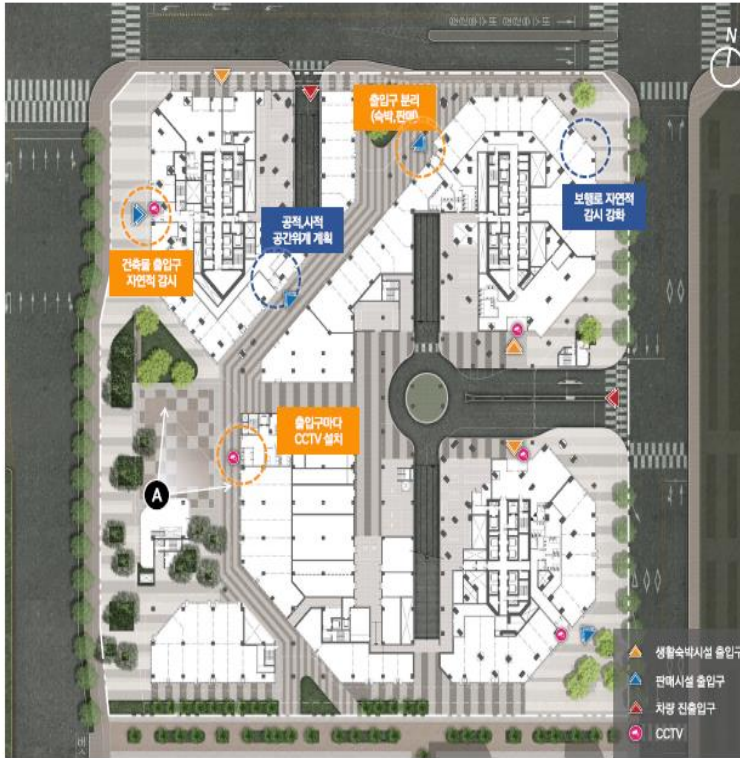 N
출입구 분리
(숙박,판매)
보행로 자연적
감시 강화
공적,사적
공간위계 계획
건축물 출입구
자연적 감시
출입구마다
CCTV 설치
A
생활숙박시설 출입구
판매시설 출입구
차량 진출입구
CCTV